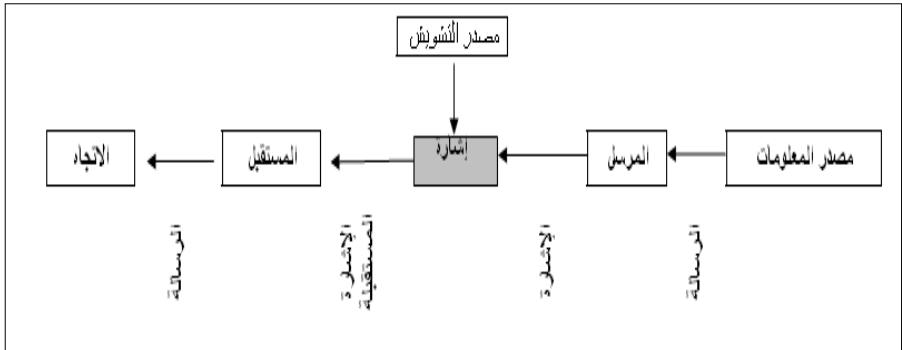 مصدر التشويش
مصدر المعلومات
المرسل
إشارة
المستقبل
الاتجاه
الرسالة
الإشارة
الإشارة
المستقبلة
الرسالة